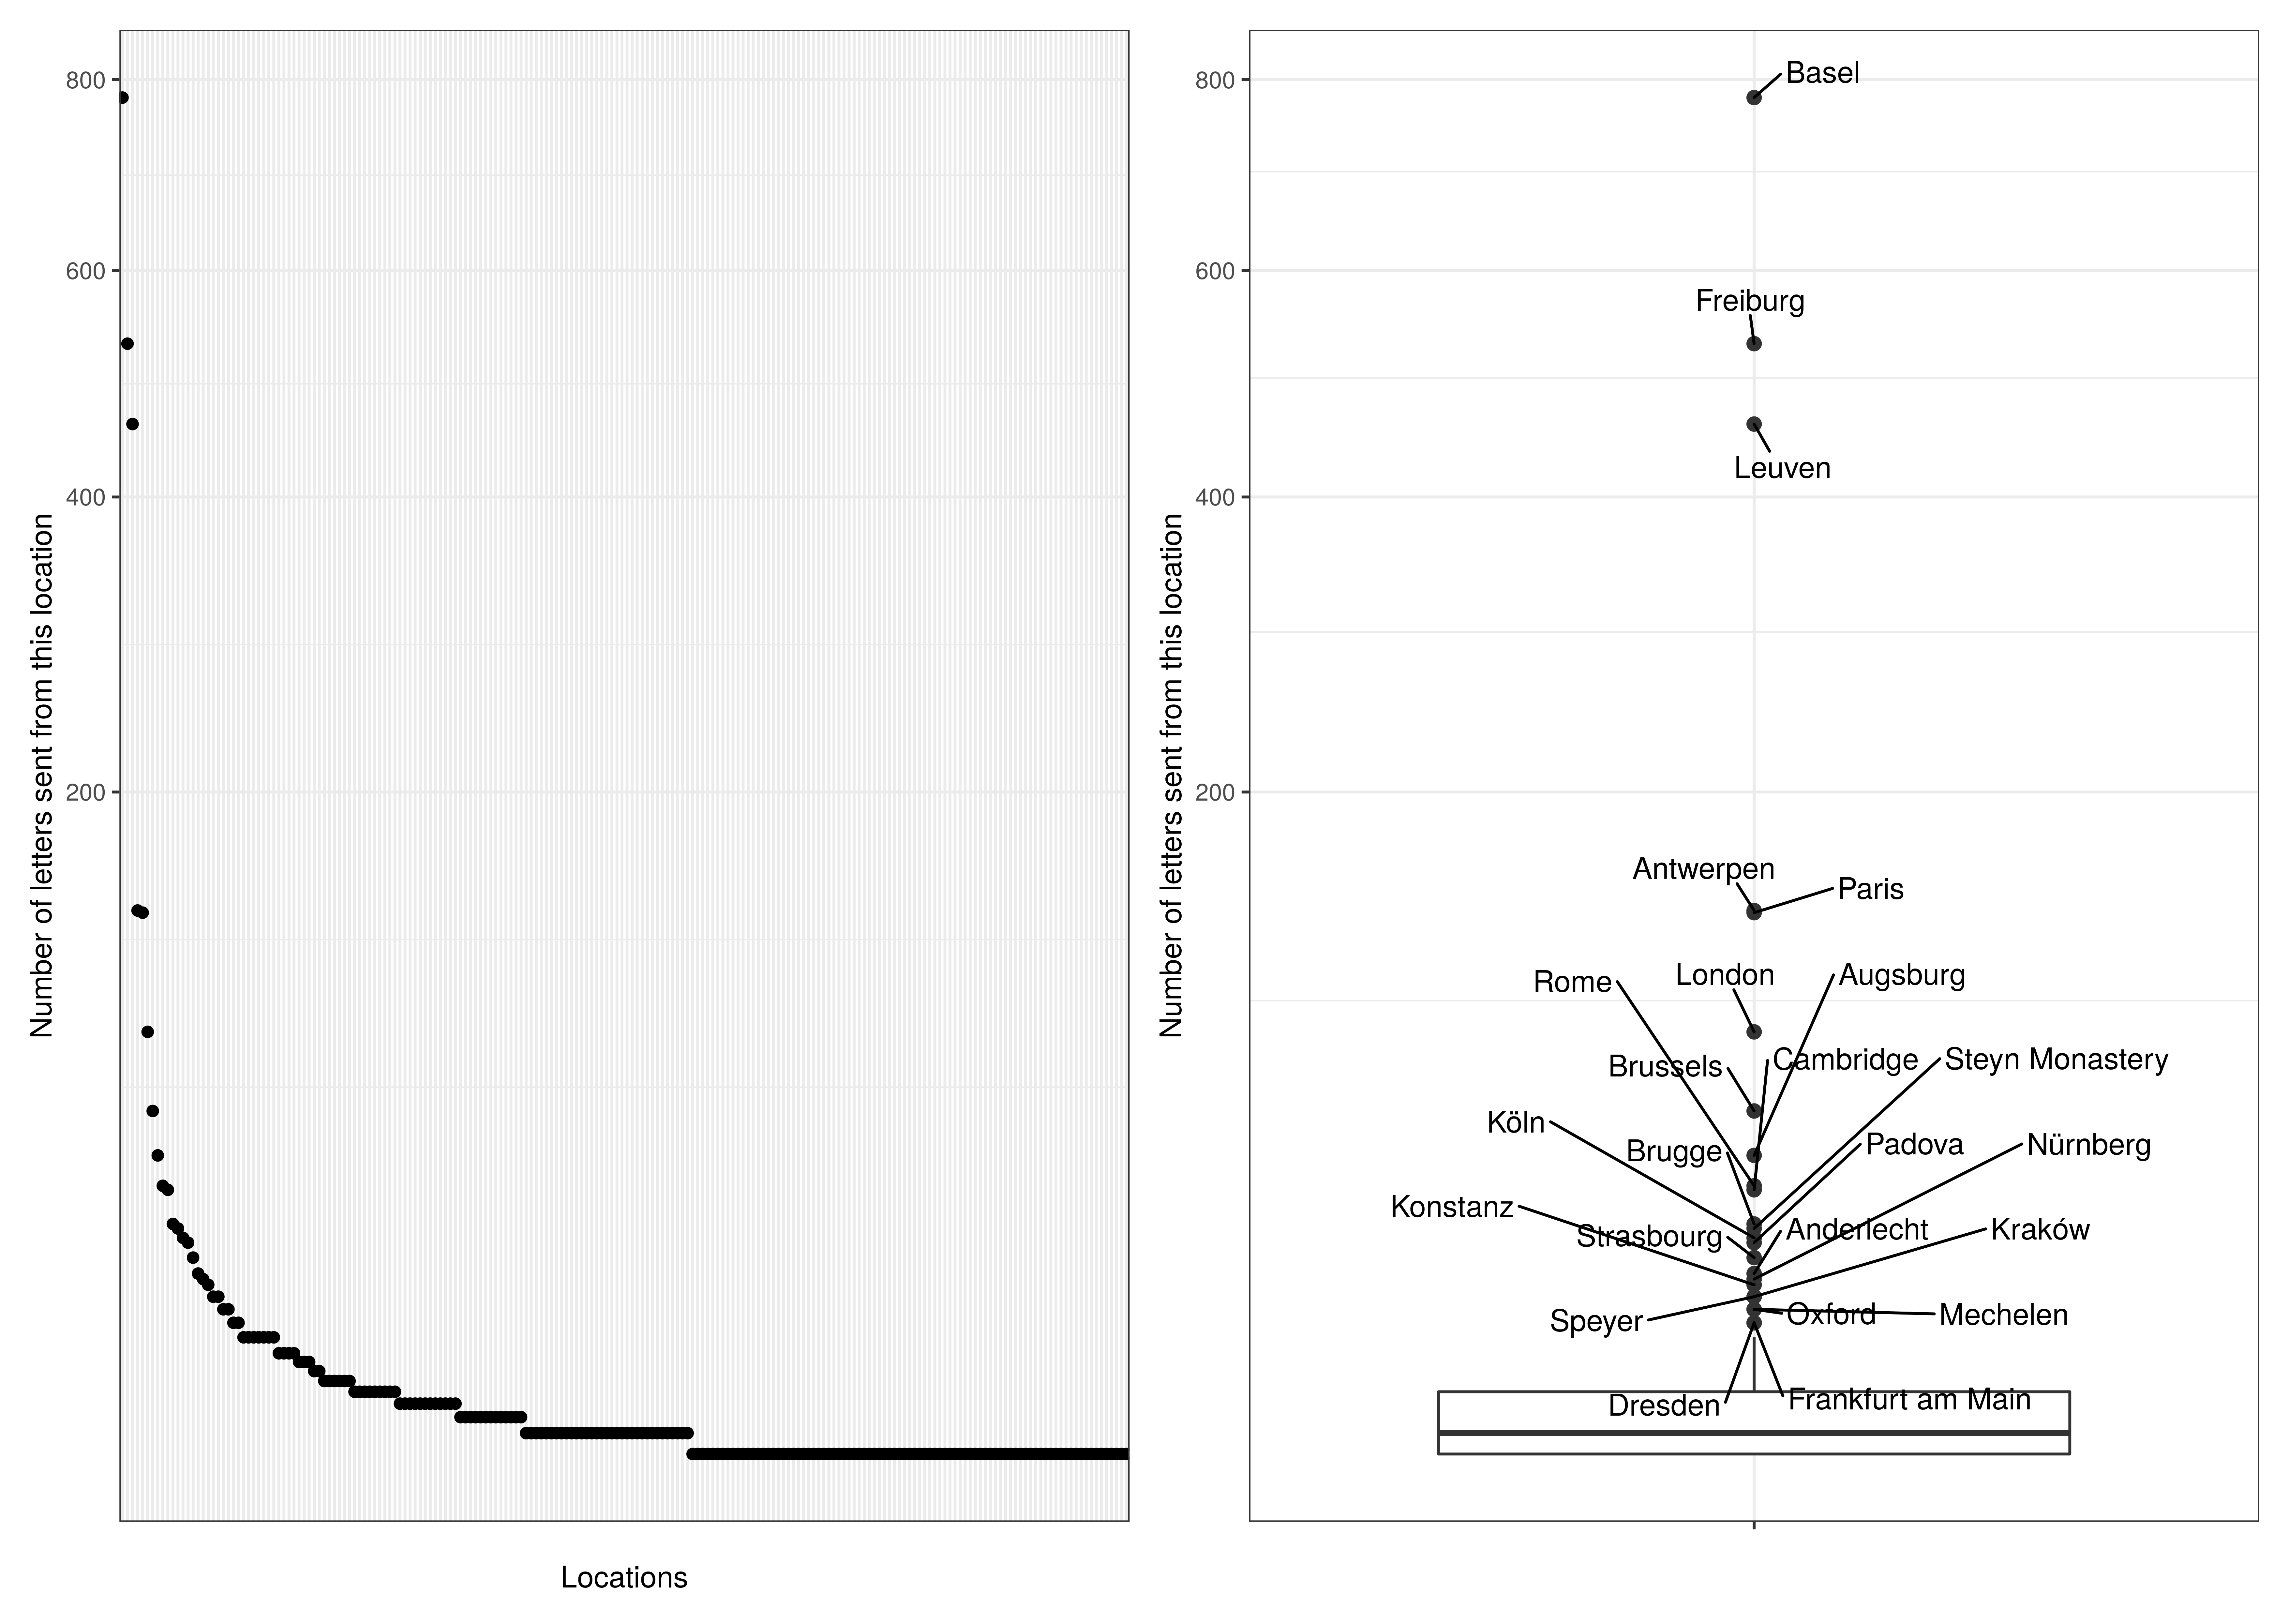 800
600
400
200
Number of letters sent from this location
Locations
800
600
400
200
Number of letters sent from this location
Basel
Freiburg
Leuven
Antwerpen
Paris
London
Augsburg
Rome
Cambridge
Steyn Monastery
Brussels
Köln
Padova
Nürnberg
Brugge
Konstanz
Anderlecht
Kraków
Strasbourg
Oxford
Mechelen
Speyer
Frankfurt am Main
Dresden